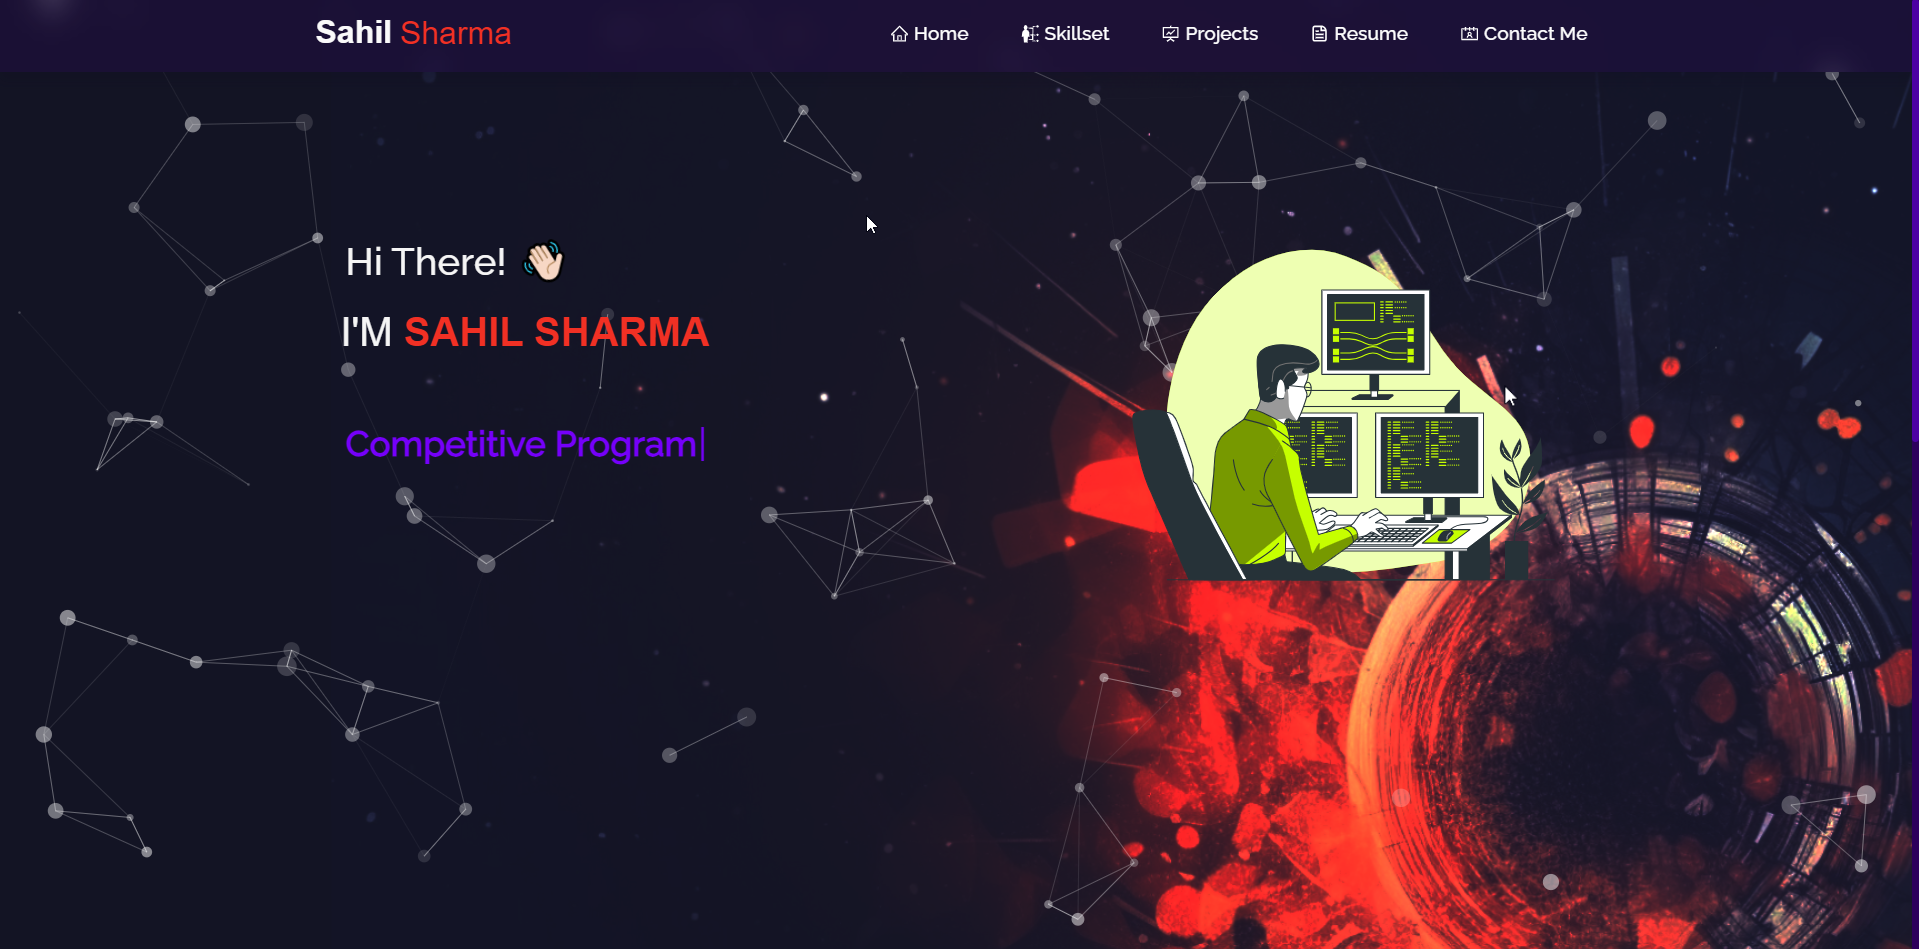 Sahil Sharma
Home
Skillset
Projects
Resume
Contact Me
Hi There! 👋🏻
I'M SAHIL SHARMA
Competitive Program|